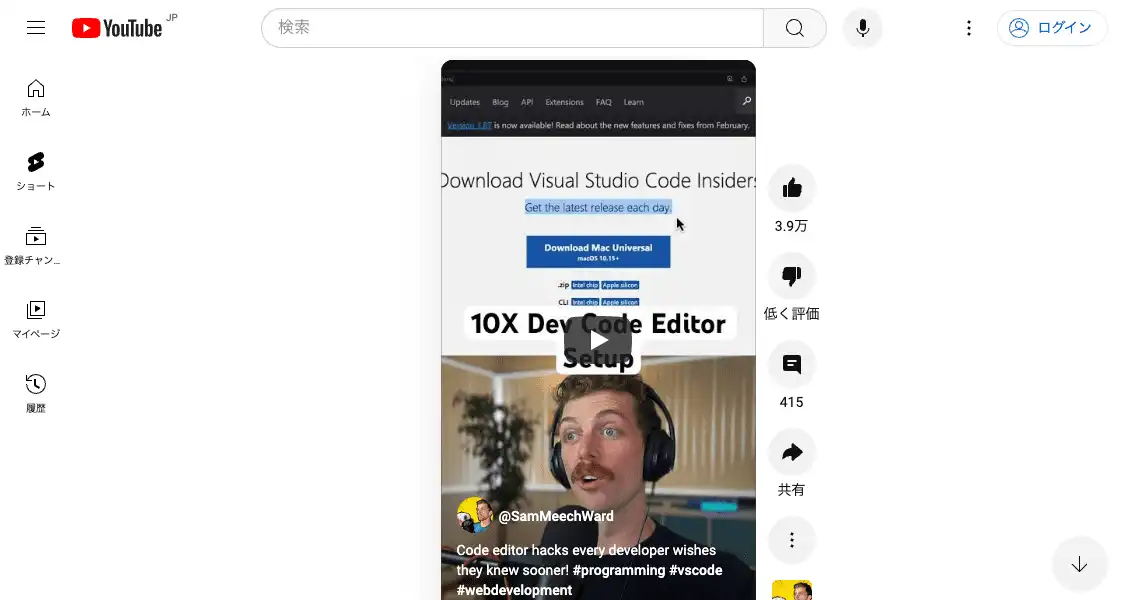 YouTube JP
検索
ログイン
ホーム
ショート
登録チャン...
マイページ
履歴
Updates Blog API Extensions FAQ Learn
Version 1.87 is now available! Read about the new features and fixes from February.
Download Visual Studio Code Insiders
Get the latest release each day.
Download Mac Universal
macOS 10.15+
.zip Intel chip Apple silicon
CLI Intel chip Apple silicon
10X Dev Code Editor
Setup
@SamMeechWard
Code editor hacks every developer wishes
they knew sooner! #programming #vscode
#webdevelopment
3.9万
低く評価
415
共有